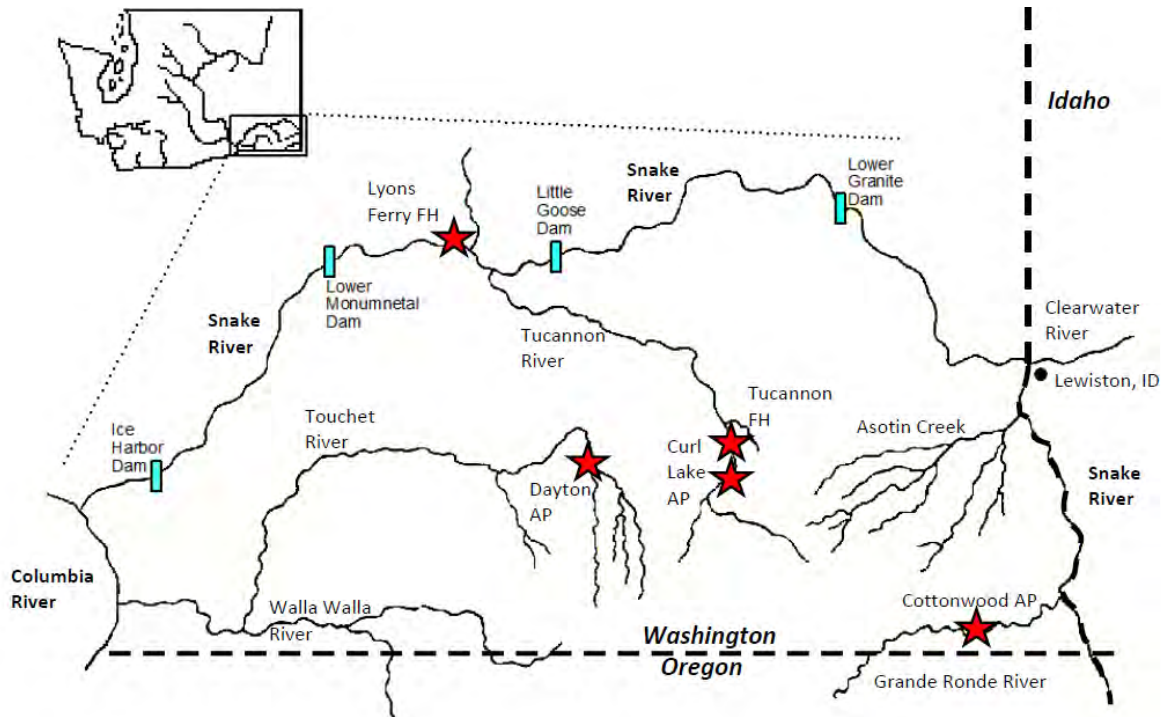 Idaho
Lyons
Ferry FH
Little
Goose
Dam
Snake
River
Lower
Granite
Dam
Lower
Monumnetal
Dam
Snake
River
Tucannon
River
Clearwater
River
Lewiston, ID
Tucannon
FH
Touchet
River
Ice
Harbor
Dam
Curl
Lake
AP
Asotin Creek
Dayton
AP
Snake
River
Columbia
River
Walla Walla
River
Cottonwood AP
Washington
Oregon
Grande Ronde River